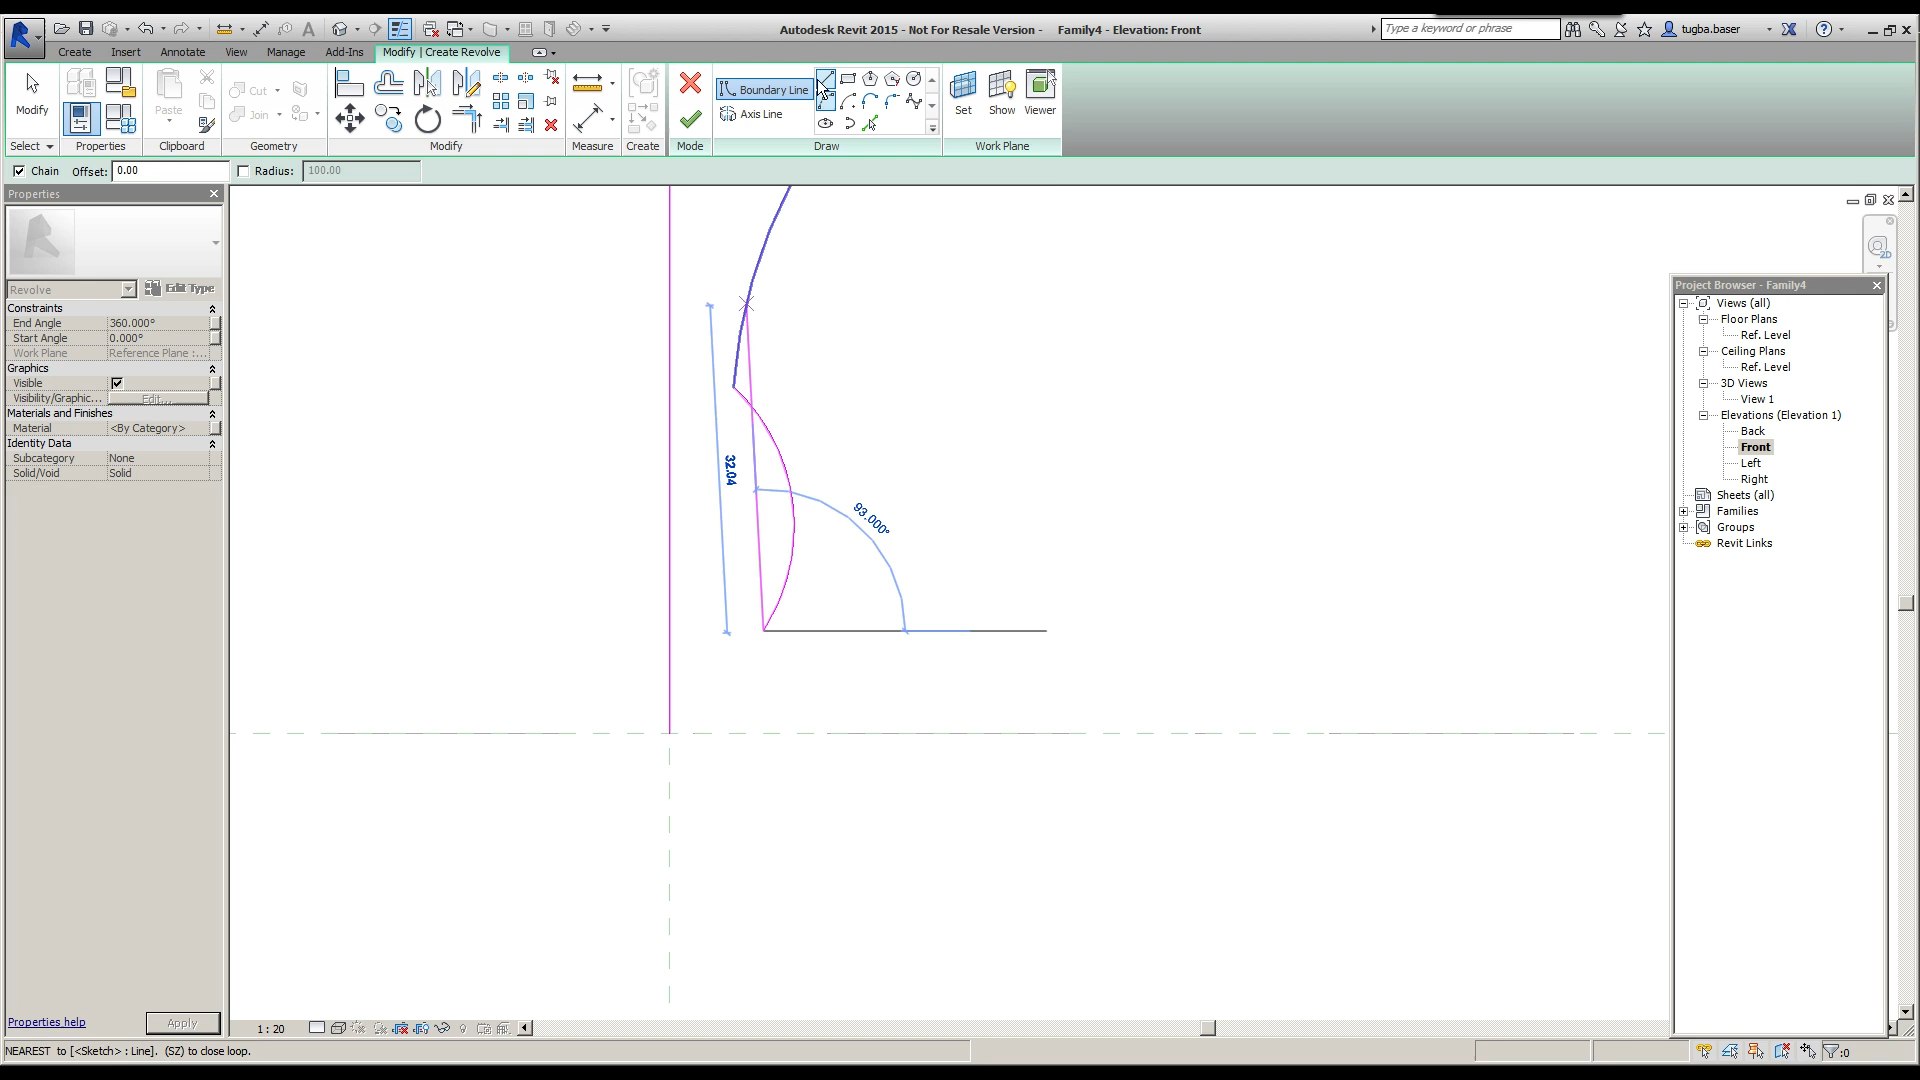 Autodesk Revit 2015 - Not For Resale Version - Family4 - Elevation: Front
Type a keyword or phrase
tugba.baser
Create Insert Annotate View Manage Add-Ins Modify | Create Revolve
Modify
Paste
Cut
Join
Boundary Line
Axis Line
Set Show Viewer
Select Properties Clipboard Geometry Modify Measure Create Mode Draw Work Plane
Chain Offset: 0.00 Radius: 100.00
Properties
Revolve Edit Type
Constraints
End Angle 360.000°
Start Angle 0.000°
Work Plane Reference Plane :...
Graphics
Visible
Visibility/Graphic... Edit...
Materials and Finishes
Material <By Category>
Identity Data
Subcategory None
Solid/Void Solid
Properties help Apply
32.04
93.000°
2D
Project Browser - Family4
Views (all)
Floor Plans
Ref. Level
Ceiling Plans
Ref. Level
3D Views
View 1
Elevations (Elevation 1)
Back
Front
Left
Right
Sheets (all)
Families
Groups
Revit Links
1 : 20
NEAREST to [<Sketch> : Line]. (SZ) to close loop.
:0